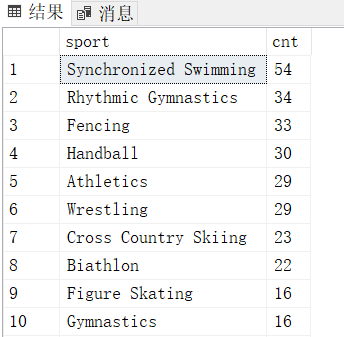 结果 消息
sport cnt
1 Synchronized Swimming 54
2 Rhythmic Gymnastics 34
3 Fencing 33
4 Handball 30
5 Athletics 29
6 Wrestling 29
7 Cross Country Skiing 23
8 Biathlon 22
9 Figure Skating 16
10 Gymnastics 16